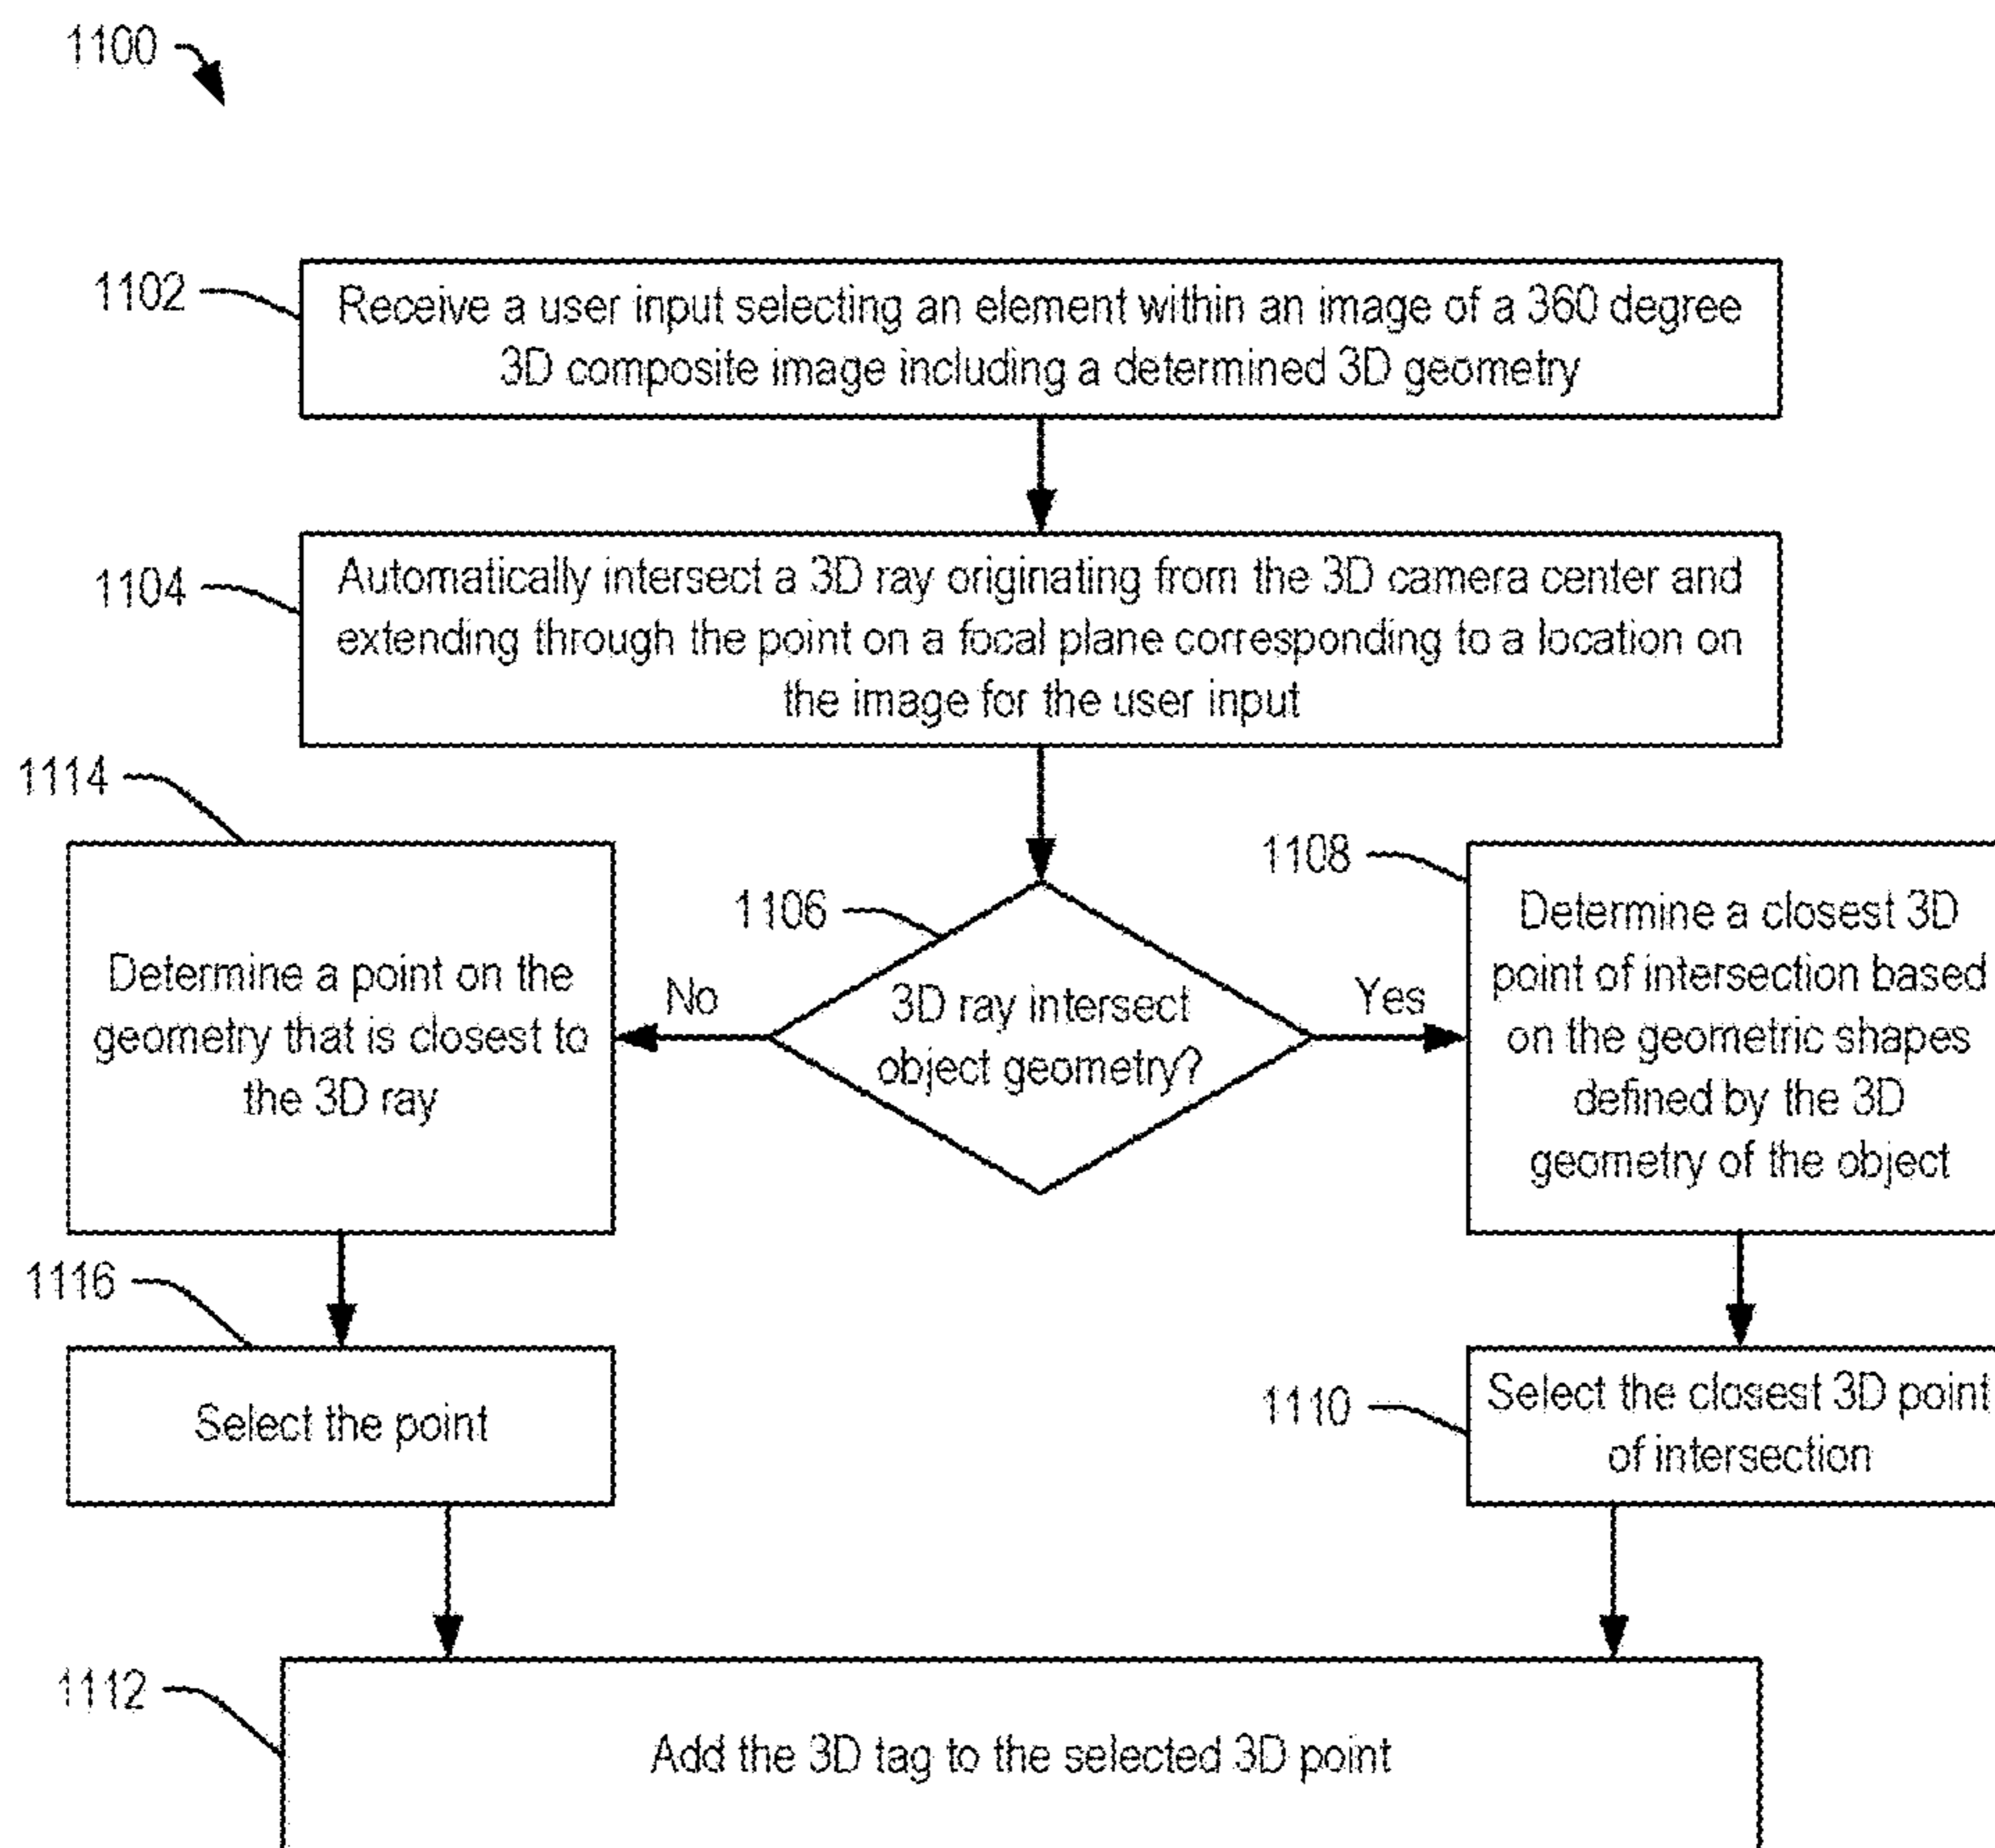 1100
1102
Receive a user input selecting an element within an image of a 360 degree
3D composite image including a determined 3D geometry
1104
Automatically intersect a 3D ray originating from the 3D camera center and
extending through the point on a focal plane corresponding to a location on
the image for the user input
1106
3D ray intersect
object geometry?
No
Yes
1114
Determine a point on the
geometry that is closest to
the 3D ray
1108
Determine a closest 3D
point of intersection based
on the geometric shapes
defined by the 3D
geometry of the object
1116
Select the point
1110
Select the closest 3D point
of intersection
1112
Add the 3D tag to the selected 3D point